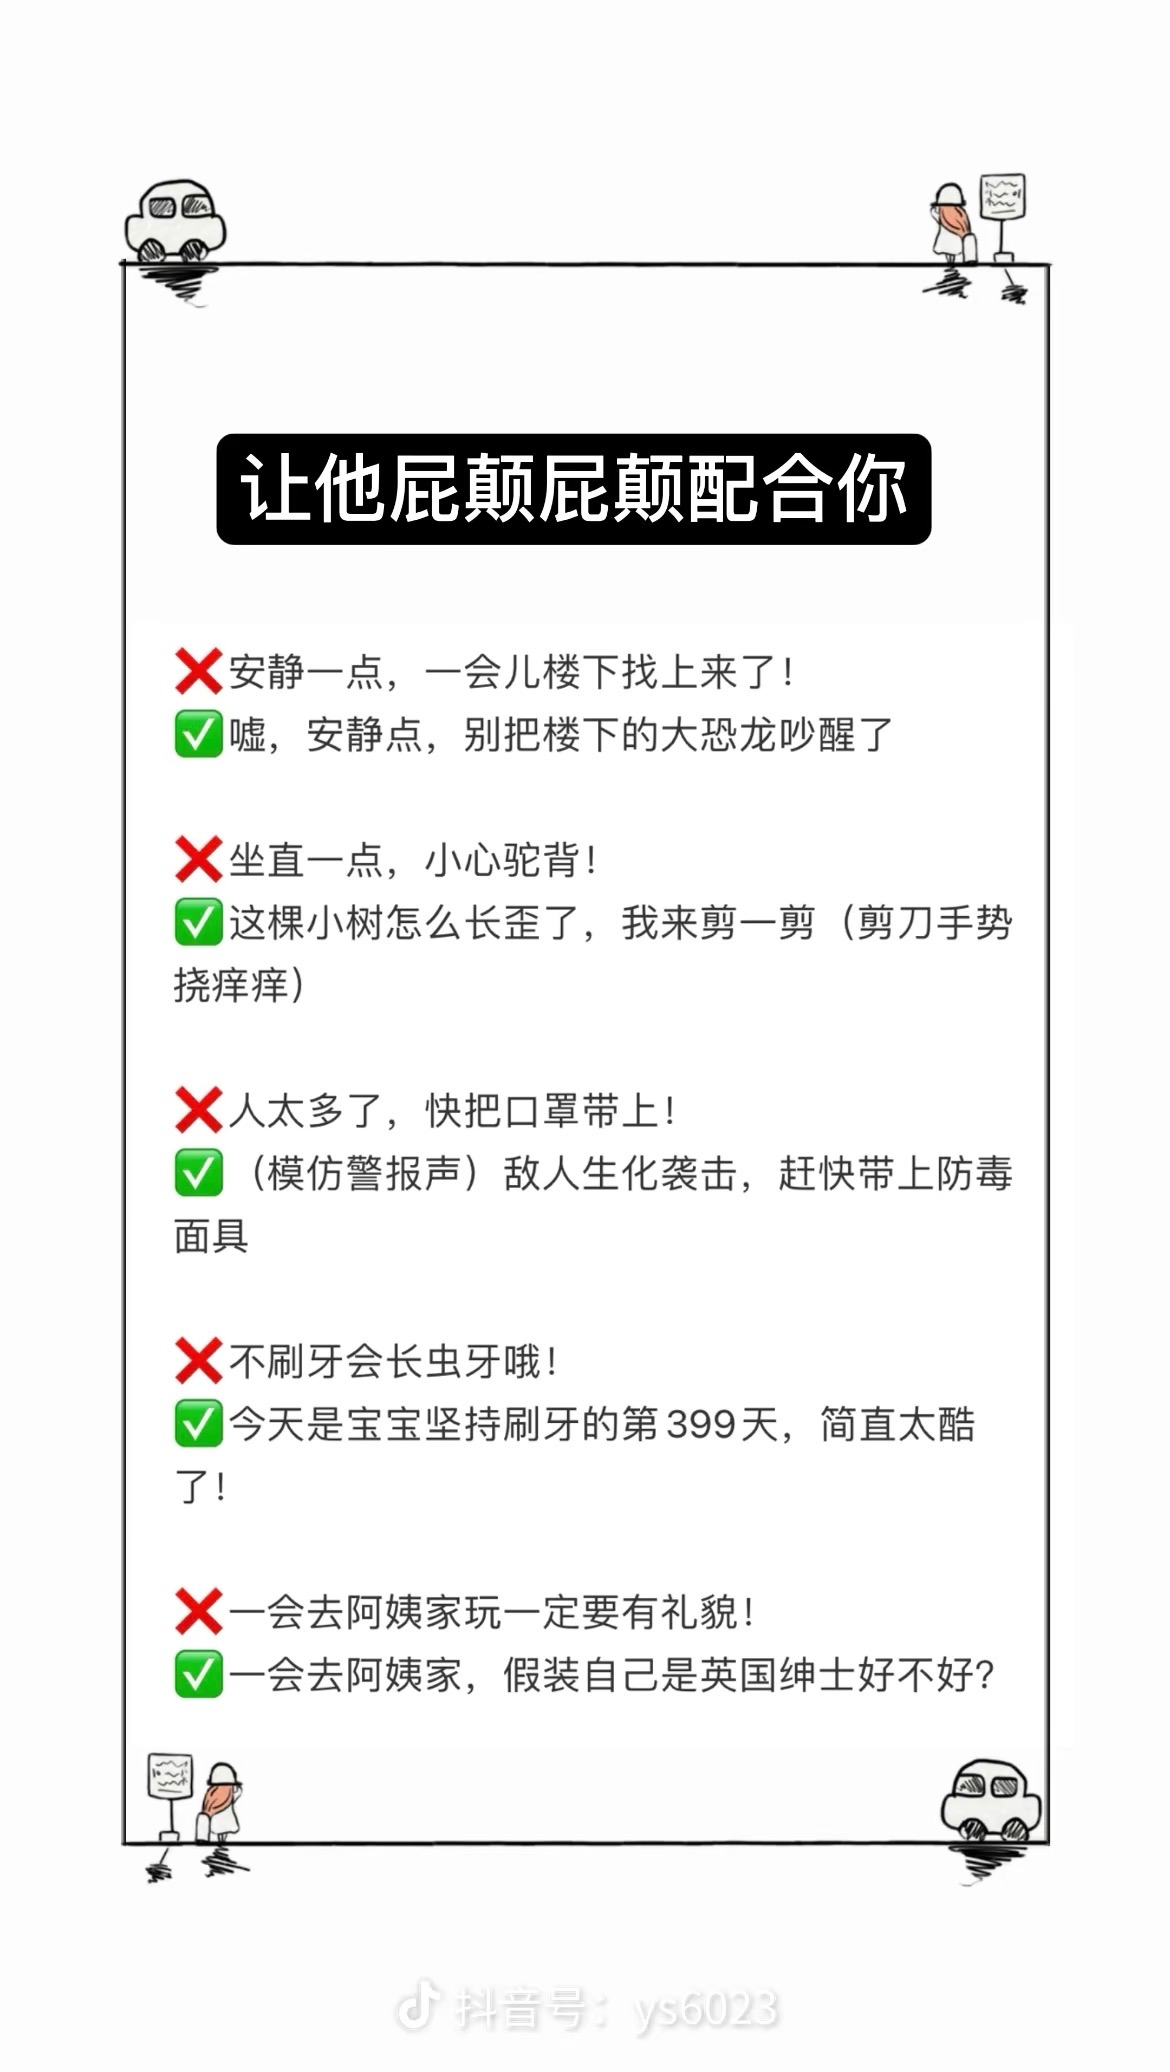 让他屁颠屁颠配合你
❌安静一点，一会儿楼下找上来了！
✅嘘，安静点，别把楼下的大恐龙吵醒了
❌坐直一点，小心驼背！
✅这棵小树怎么长歪了，我来剪一剪（剪刀手势
挠痒痒）
❌人太多了，快把口罩带上！
✅（模仿警报声）敌人生化袭击，赶快带上防毒
面具
❌不刷牙会长虫牙哦！
✅今天是宝宝坚持刷牙的第399天，简直太酷
了！
❌一会去阿姨家玩一定要有礼貌！
✅一会去阿姨家，假装自己是英国绅士好不好？
抖音号：ys6023